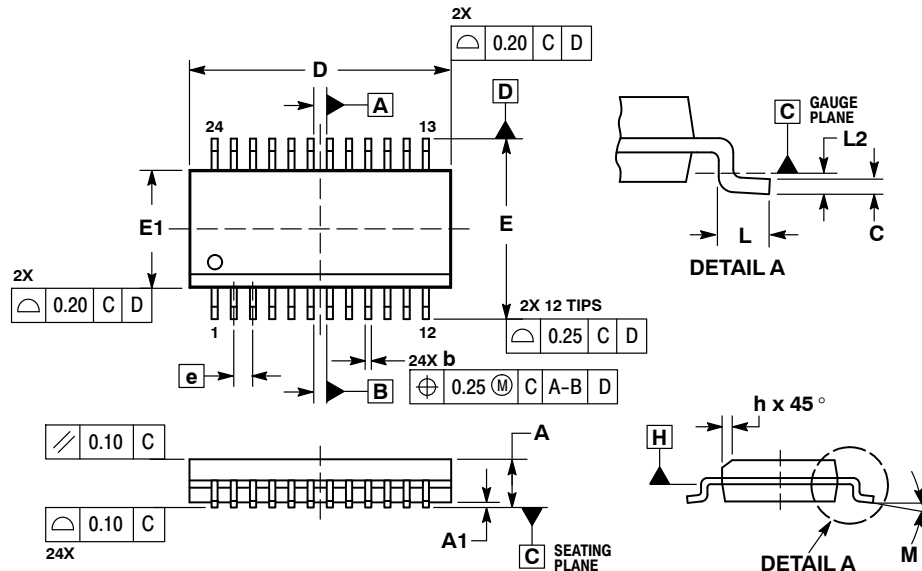 2X
⌓ 0.20 C D
D
A
D
24
13
E1
E
2X
⌓ 0.20 C D
1
12
2X 12 TIPS
⌓ 0.25 C D
e
24X b
B
⌖ 0.25 Ⓜ C A-B D
C GAUGE
PLANE
L2
L
C
DETAIL A
⫽ 0.10 C
A
⌓ 0.10 C
24X
A1
C SEATING
PLANE
h x 45°
H
M
DETAIL A